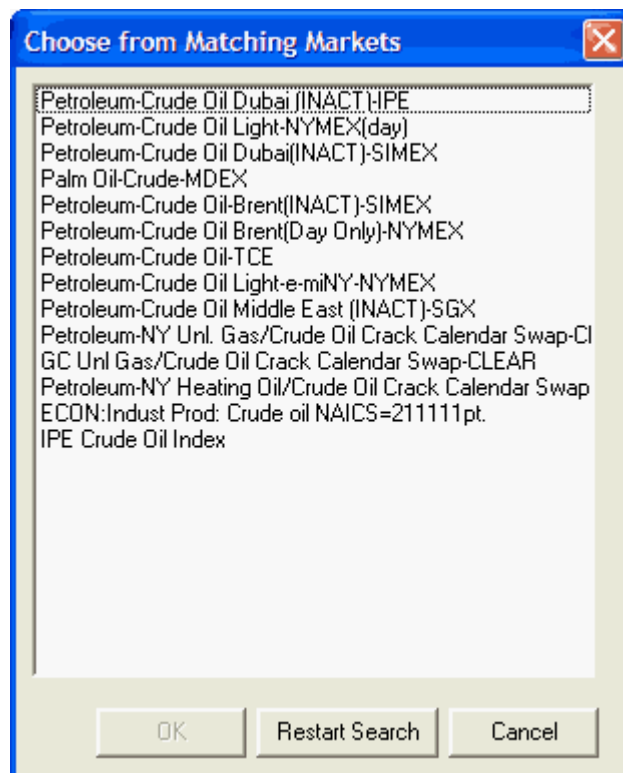 Choose from Matching Markets
Petroleum-Crude Oil Dubai (INACT)-IPE
Petroleum-Crude Oil Light-NYMEX(day)
Petroleum-Crude Oil Dubai(INACT)-SIMEX
Palm Oil-Crude-MDEX
Petroleum-Crude Oil-Brent(INACT)-SIMEX
Petroleum-Crude Oil Brent(Day Only)-NYMEX
Petroleum-Crude Oil-TCE
Petroleum-Crude Oil Light-e-miNY-NYMEX
Petroleum-Crude Oil Middle East (INACT)-SGX
Petroleum-NY Unl. Gas/Crude Oil Crack Calendar Swap-Cl
GC Unl Gas/Crude Oil Crack Calendar Swap-CLEAR
Petroleum-NY Heating Oil/Crude Oil Crack Calendar Swap
ECON:Indust Prod: Crude oil NAICS=211111pt.
IPE Crude Oil Index
OK Restart Search Cancel